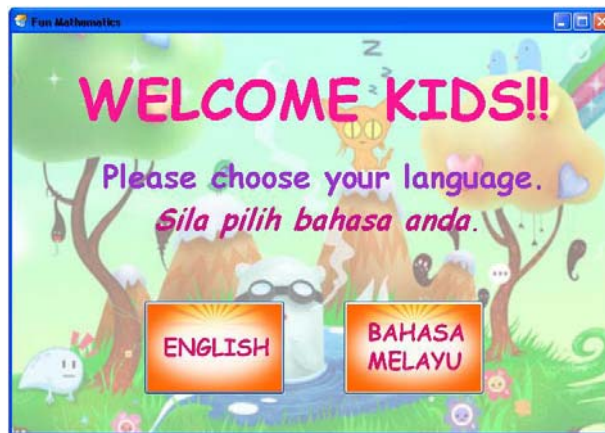 Fun Mathematics
WELCOME KIDS!!
Please choose your language.
Sila pilih bahasa anda.
ENGLISH
BAHASA
MELAYU